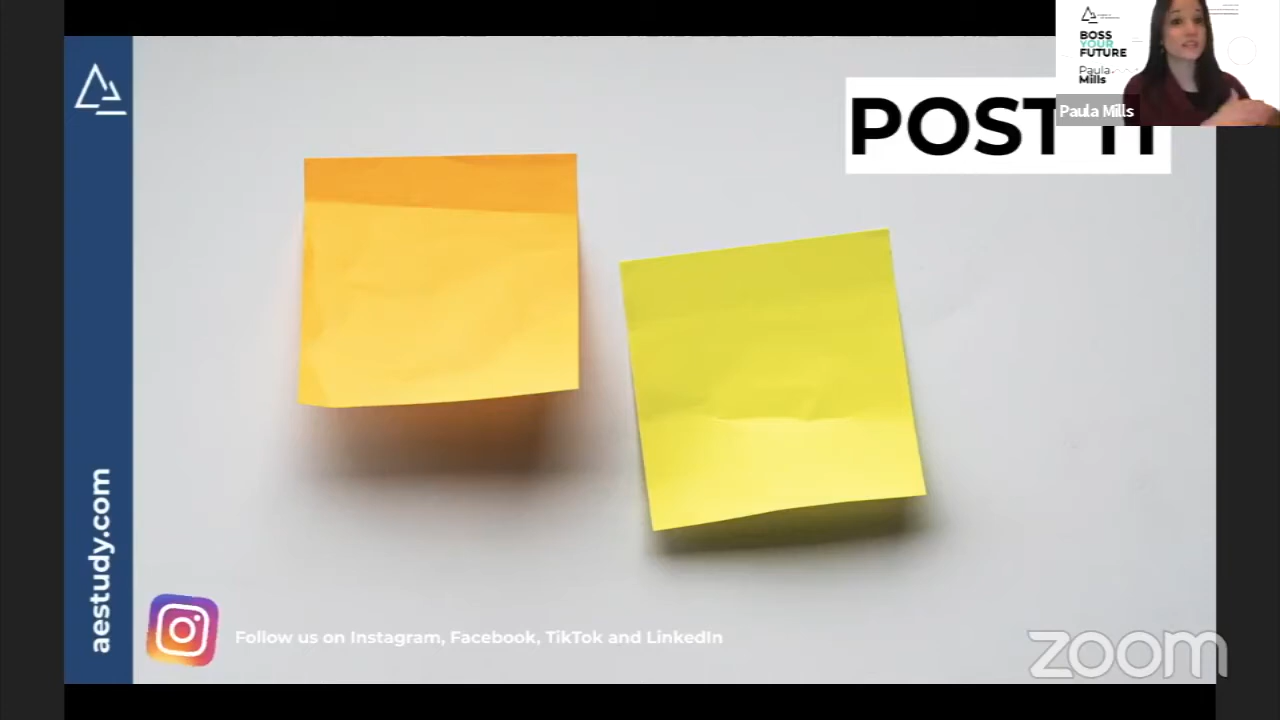 BOSS
YOUR
FUTURE
Paula
Mills
Paula Mills
POST IT
aestudy.com
Follow us on Instagram, Facebook, TikTok and LinkedIn
zoom